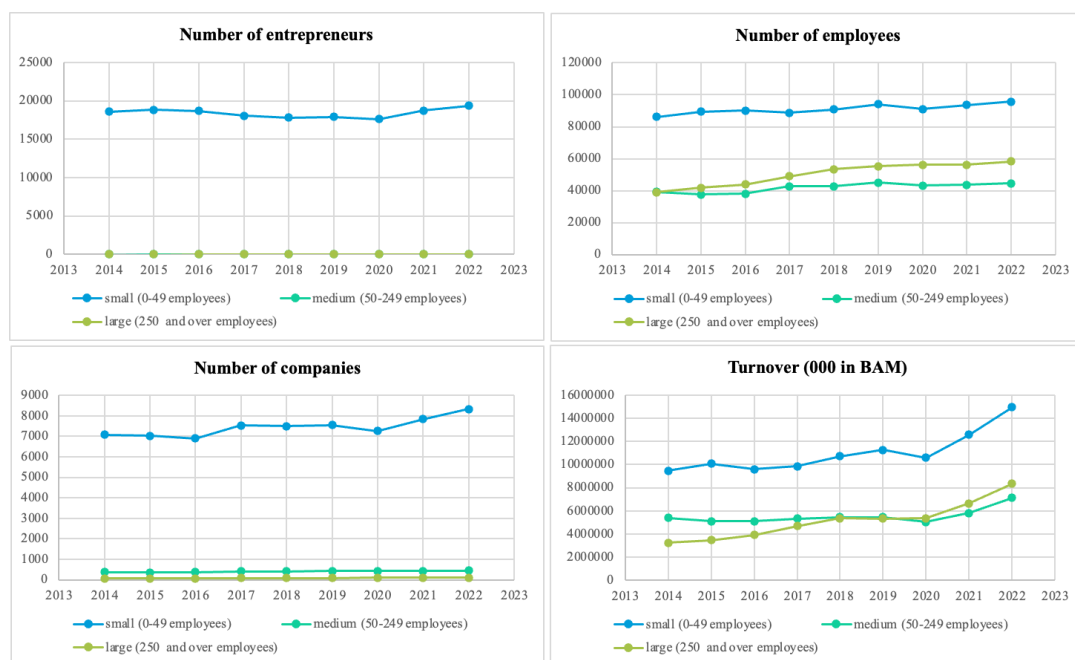 Number of entrepreneurs
25000
20000
15000
10000
5000
0
2013 2014 2015 2016 2017 2018 2019 2020 2021 2022 2023
small (0-49 employees) medium (50-249 employees)
large (250 and over employees)
Number of employees
120000
100000
80000
60000
40000
20000
0
2013 2014 2015 2016 2017 2018 2019 2020 2021 2022 2023
small (0-49 employees) medium (50-249 employees)
large (250 and over employees)
Number of companies
9000
8000
7000
6000
5000
4000
3000
2000
1000
0
2013 2014 2015 2016 2017 2018 2019 2020 2021 2022 2023
small (0-49 employees) medium (50-249 employees)
large (250 and over employees)
Turnover (000 in BAM)
16000000
14000000
12000000
10000000
8000000
6000000
4000000
2000000
0
2013 2014 2015 2016 2017 2018 2019 2020 2021 2022 2023
small (0-49 employees) medium (50-249 employees)
large (250 and over employees)